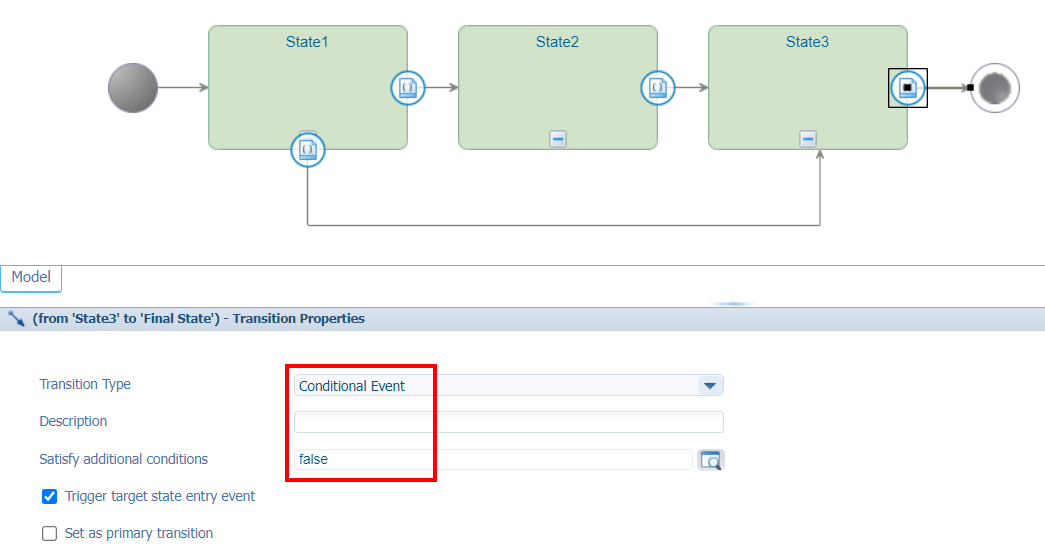 State1
State2
State3
Model
(from 'State3' to 'Final State') - Transition Properties
Transition Type
Conditional Event
Description
Satisfy additional conditions
false
Trigger target state entry event
Set as primary transition